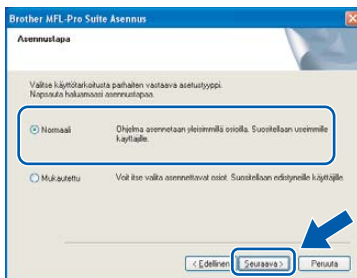 Brother MFL-Pro Suite Asennus
Asennustapa
Valitse käyttötarkoitusta parhaiten vastaava asetustyyppi.
Napsauta haluamaasi asennustapaa.
Normaali
Ohjelma asennetaan yleisimmillä osioilla. Suositellaan useimmille
käyttäjille.
Mukautettu
Voit itse valita asennettavat osiot. Suositellaan edistyneille käyttäjille.
< Edellinen
Seuraava >
Peruuta